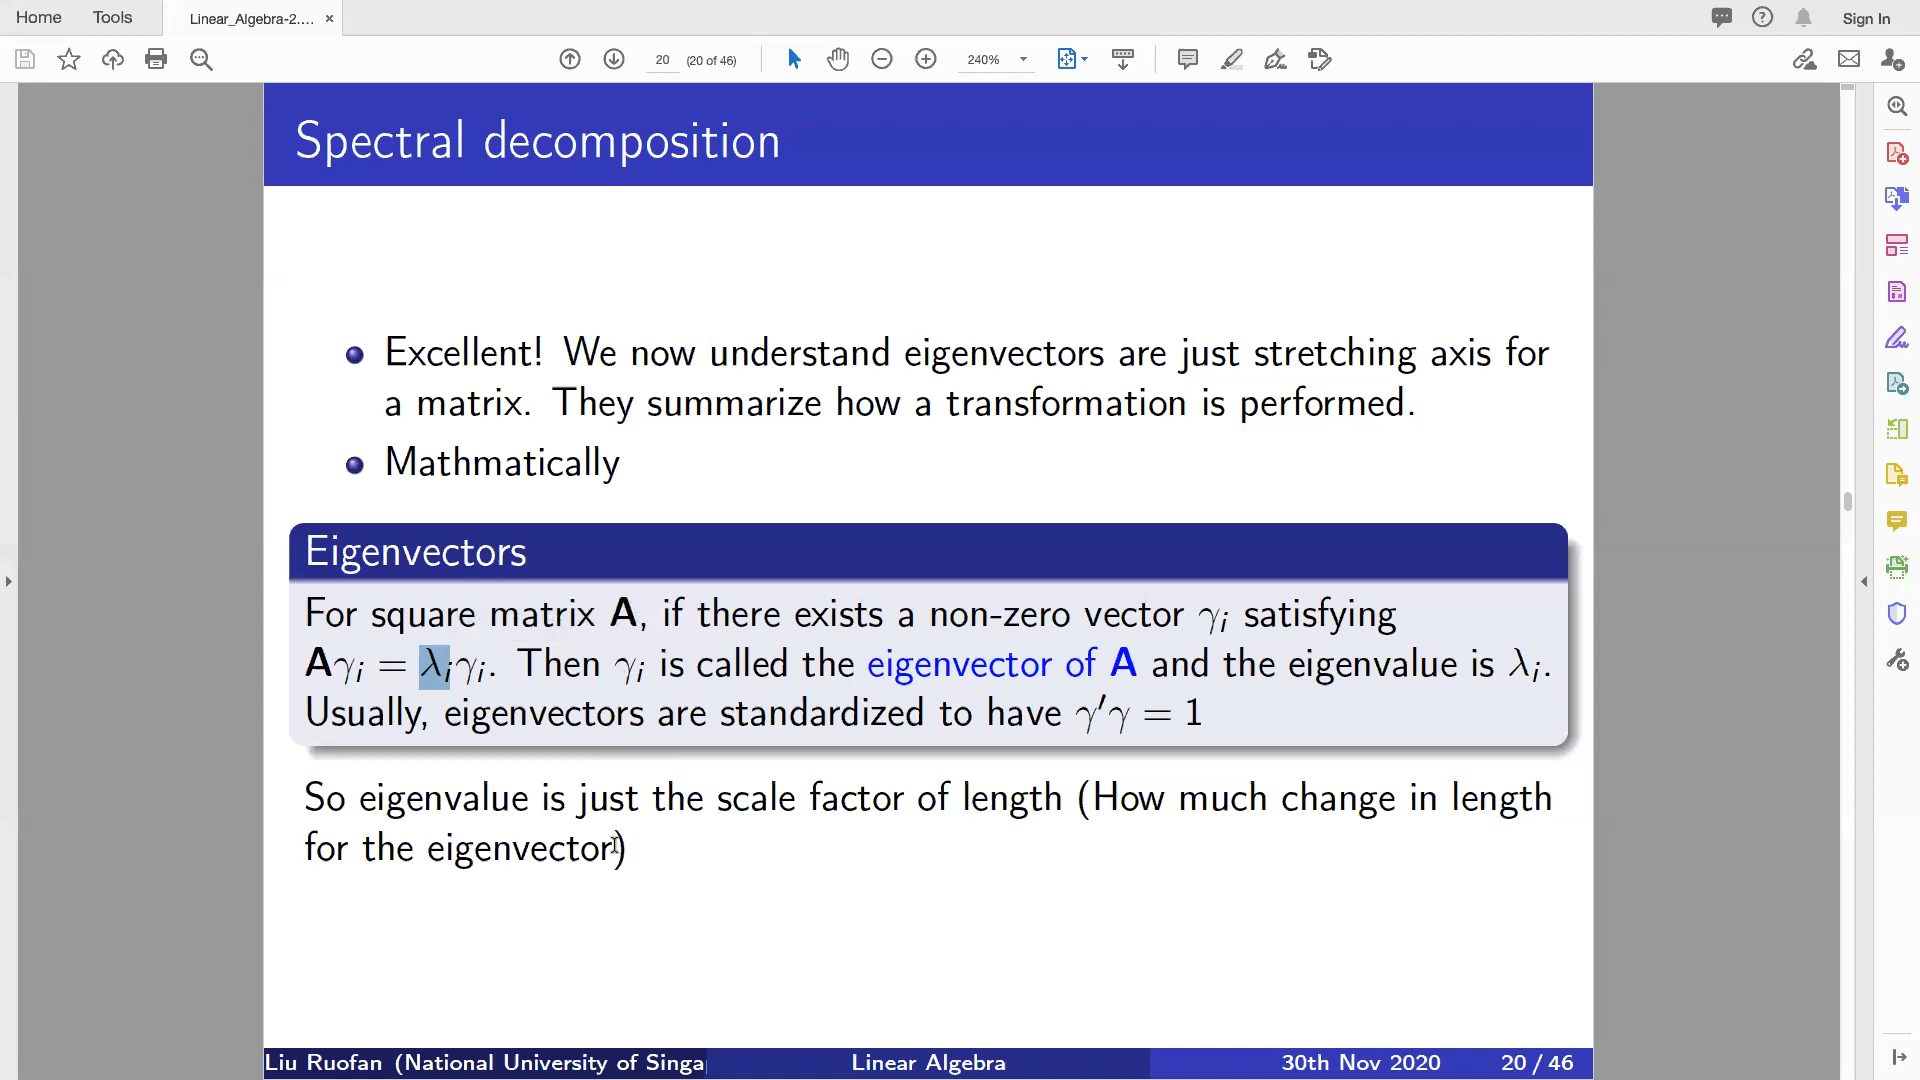 Home Tools Linear_Algebra-2.... × Sign In
20 (20 of 46) 240%
Spectral decomposition
Excellent! We now understand eigenvectors are just stretching axis for
a matrix. They summarize how a transformation is performed.
Mathmatically
Eigenvectors
For square matrix A, if there exists a non-zero vector γᵢ satisfying
Aγᵢ = λᵢγᵢ. Then γᵢ is called the eigenvector of A and the eigenvalue is λᵢ.
Usually, eigenvectors are standardized to have γ′γ = 1
So eigenvalue is just the scale factor of length (How much change in length
for the eigenvector)
Liu Ruofan (National University of Singa Linear Algebra 30th Nov 2020 20 / 46